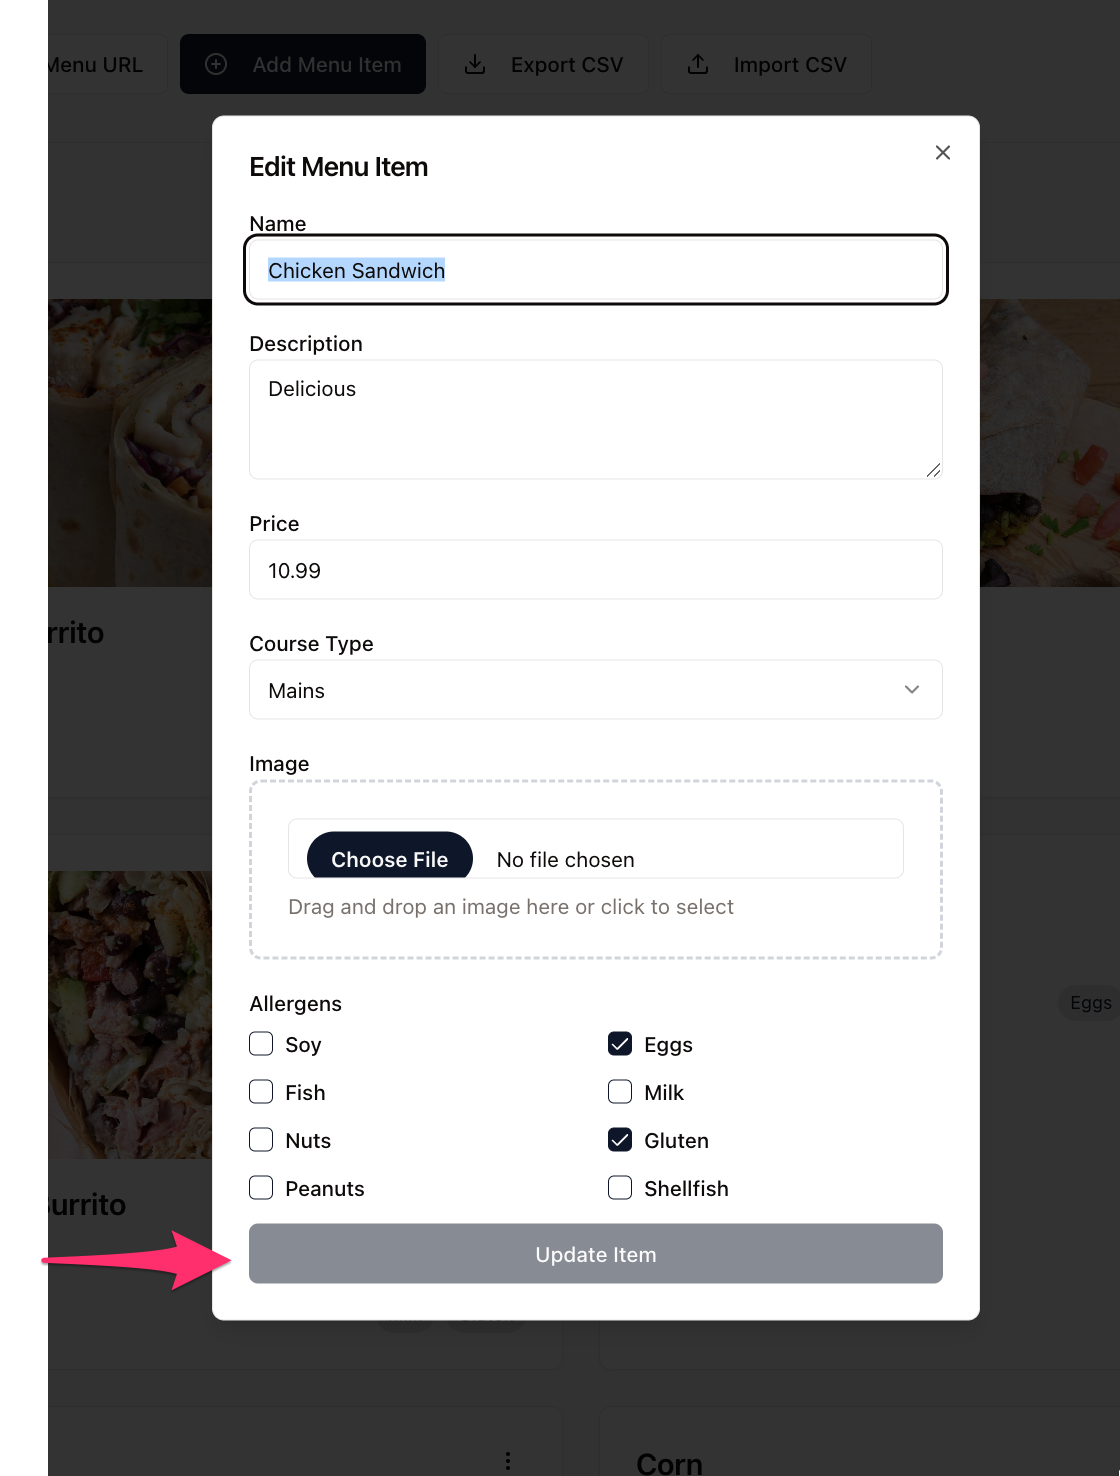 Menu URL
Add Menu Item
Export CSV
Import CSV
Edit Menu Item
Name
Chicken Sandwich
Description
Delicious
Price
10.99
rrito
Course Type
Mains
Image
Choose File
No file chosen
Drag and drop an image here or click to select
Allergens
Soy
Eggs
Eggs
Fish
Milk
Nuts
Gluten
Peanuts
Shellfish
urrito
Update Item
Corn